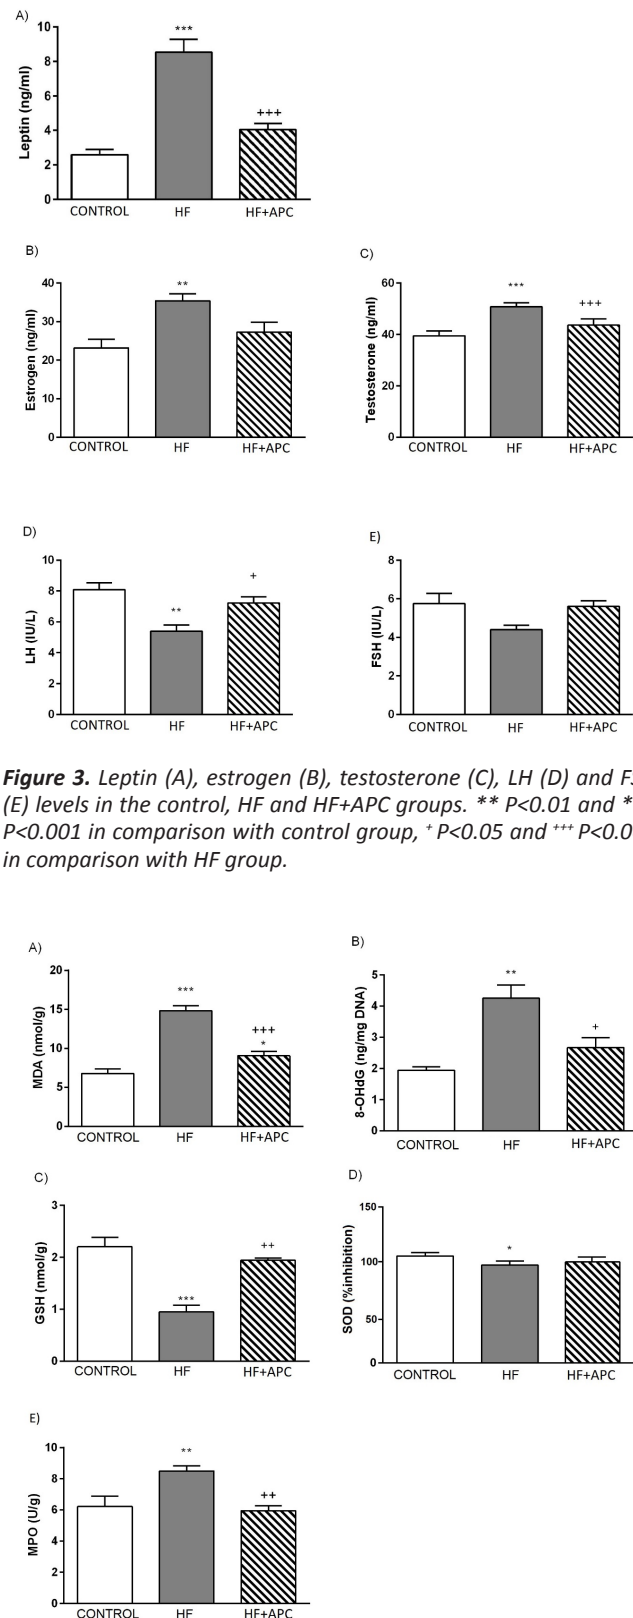 A)
***
+++
Leptin (ng/ml)
10
8
6
4
2
0
CONTROL HF HF+APC
B)
**
Estrogen (ng/ml)
40
30
20
10
0
CONTROL HF HF+APC
C)
***
+++
Testosterone (ng/ml)
60
40
20
0
CONTROL HF HF+APC
D)
**
+
LH (IU/L)
10
8
6
4
2
0
CONTROL HF HF+APC
E)
FSH (IU/L)
8
6
4
2
0
CONTROL HF HF+APC
Figure 3. Leptin (A), estrogen (B), testosterone (C), LH (D) and
(E) levels in the control, HF and HF+APC groups. ** P<0.01 and
P<0.001 in comparison with control group, + P<0.05 and +++
in comparison with HF group.
A)
***
+++
*
MDA (nmol/g)
20
15
10
5
0
CONTROL HF HF+APC
B)
**
+
8-OHdG (ng/mg DNA)
5
4
3
2
1
0
CONTROL HF HF+APC
C)
***
++
GSH (nmol/g)
3
2
1
0
CONTROL HF HF+APC
D)
*
SOD (%inhibition)
150
100
50
0
CONTROL HF HF+APC
E)
**
++
MPO (U/g)
10
8
6
4
2
0
CONTROL HF HF+APC